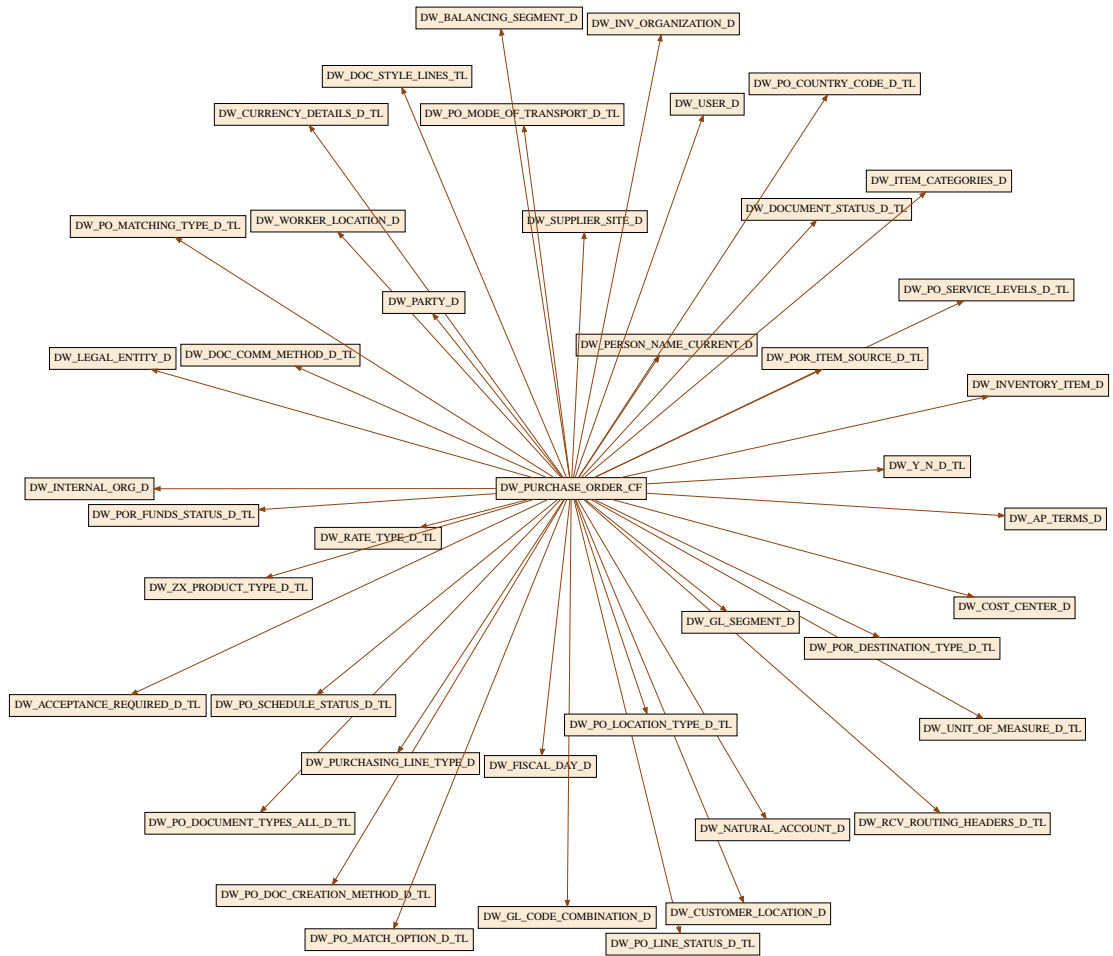 DW_BALANCING_SEGMENT_D
DW_INV_ORGANIZATION_D
DW_DOC_STYLE_LINES_TL
DW_PO_COUNTRY_CODE_D_TL
DW_USER_D
DW_CURRENCY_DETAILS_D_TL
DW_PO_MODE_OF_TRANSPORT_D_TL
DW_ITEM_CATEGORIES_D
DW_DOCUMENT_STATUS_D_TL
DW_WORKER_LOCATION_D
DW_SUPPLIER_SITE_D
DW_PO_MATCHING_TYPE_D_TL
DW_PO_SERVICE_LEVELS_D_TL
DW_PARTY_D
DW_PERSON_NAME_CURRENT_D
DW_LEGAL_ENTITY_D
DW_DOC_COMM_METHOD_D_TL
DW_POR_ITEM_SOURCE_D_TL
DW_INVENTORY_ITEM_D
DW_Y_N_D_TL
DW_INTERNAL_ORG_D
DW_PURCHASE_ORDER_CF
DW_POR_FUNDS_STATUS_D_TL
DW_AP_TERMS_D
DW_RATE_TYPE_D_TL
DW_ZX_PRODUCT_TYPE_D_TL
DW_COST_CENTER_D
DW_GL_SEGMENT_D
DW_POR_DESTINATION_TYPE_D_TL
DW_ACCEPTANCE_REQUIRED_D_TL
DW_PO_SCHEDULE_STATUS_D_TL
DW_PO_LOCATION_TYPE_D_TL
DW_UNIT_OF_MEASURE_D_TL
DW_PURCHASING_LINE_TYPE_D
DW_FISCAL_DAY_D
DW_PO_DOCUMENT_TYPES_ALL_D_TL
DW_NATURAL_ACCOUNT_D
DW_RCV_ROUTING_HEADERS_D_TL
DW_PO_DOC_CREATION_METHOD_D_TL
DW_GL_CODE_COMBINATION_D
DW_CUSTOMER_LOCATION_D
DW_PO_MATCH_OPTION_D_TL
DW_PO_LINE_STATUS_D_TL